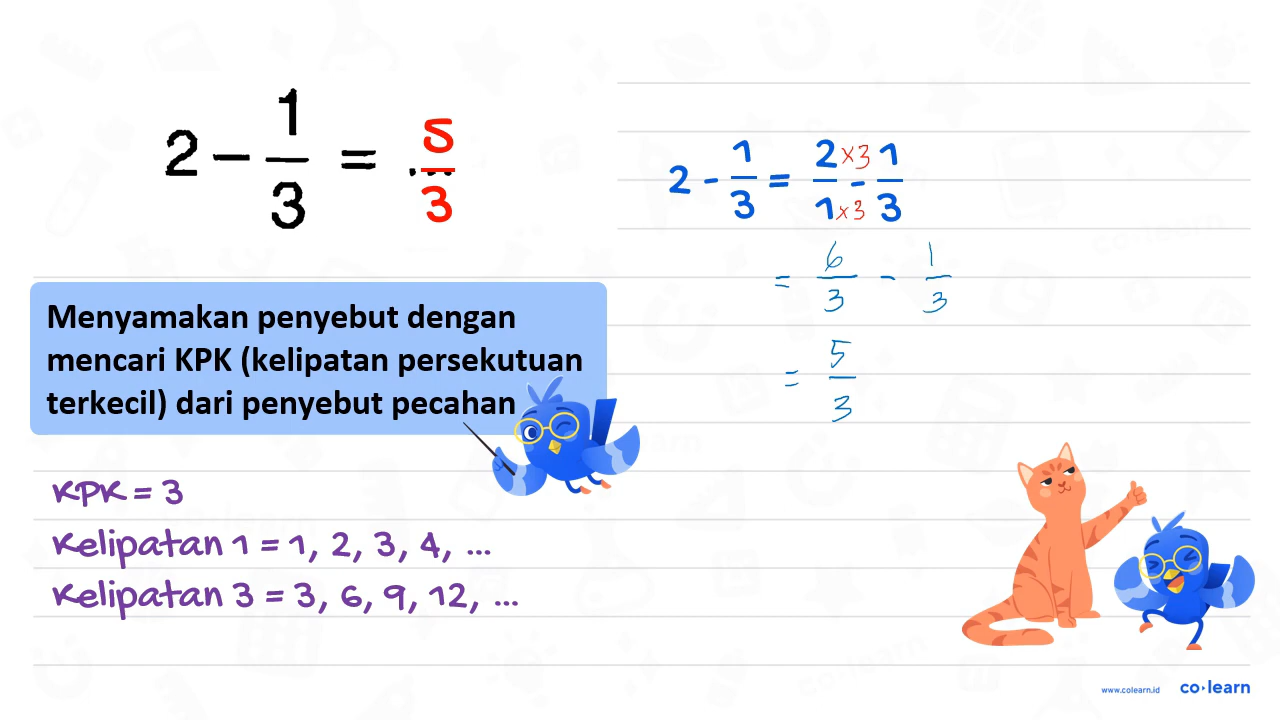 2 - 1/3 = ... 5/3
Menyamakan penyebut dengan
mencari KPK (kelipatan persekutuan
terkecil) dari penyebut pecahan
KPK = 3
Kelipatan 1 = 1, 2, 3, 4, ...
Kelipatan 3 = 3, 6, 9, 12, ...
2 - 1/3 = 2 ×3/1 ×3 - 1/3
= 6/3 - 1/3
= 5/3
www.colearn.id
co·learn